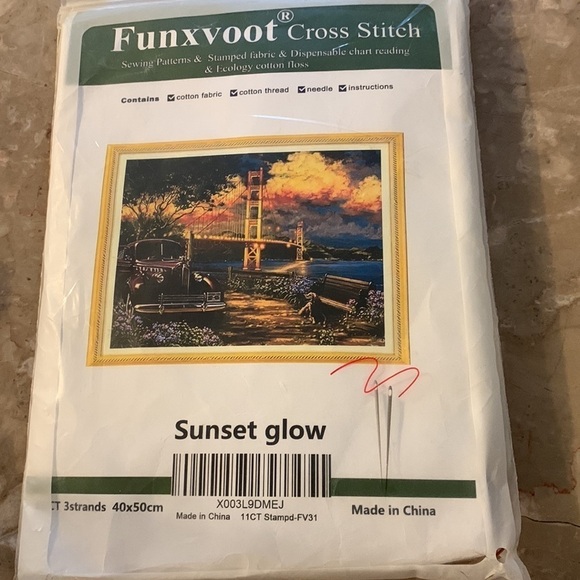 Funxvoot® Cross Stitch
Sewing Patterns & Stamped fabric & Dispensable chart reading
& Ecology cotton floss
Contains cotton fabric cotton thread needle instructions
Sunset glow
CT 3strands 40x50cm
X003L9DMEJ
Made in China 11CT Stampd-FV31
Made in China